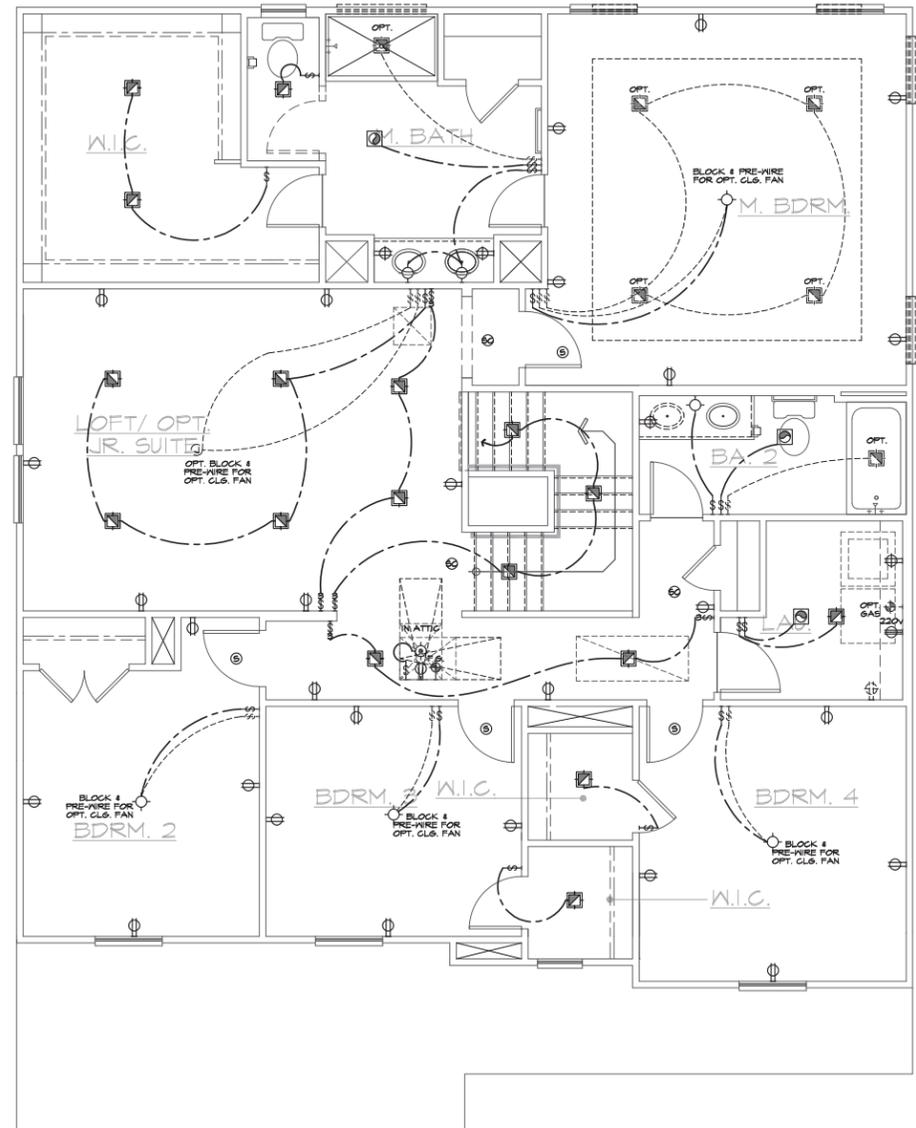 OPT.
W.I.C.
M. BATH
OPT.
OPT.
BLOCK & PRE-WIRE
FOR OPT. CLG. FAN
M. BDRM.
OPT.
OPT.
LOFT/ OPT.
JR. SUITE
OPT. BLOCK &
PRE-WIRE FOR
OPT. CLG. FAN
BA. 2
OPT.
SC
SC
SC
S
IN ATTIC
LAU.
OPT.
GAS
220v
S
S
S
BLOCK &
PRE-WIRE FOR
OPT. CLG. FAN
BDRM. 2
BDRM. 3
BLOCK &
PRE-WIRE FOR
OPT. CLG. FAN
W.I.C.
BDRM. 4
BLOCK &
PRE-WIRE FOR
OPT. CLG. FAN
W.I.C.